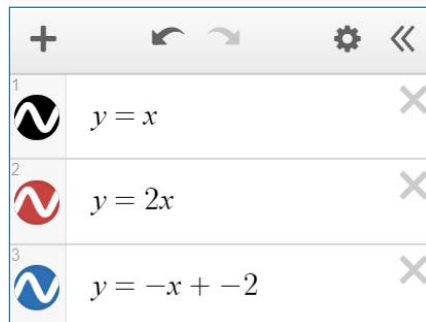 1
y = x
2
y = 2x
3
y = −x + −2